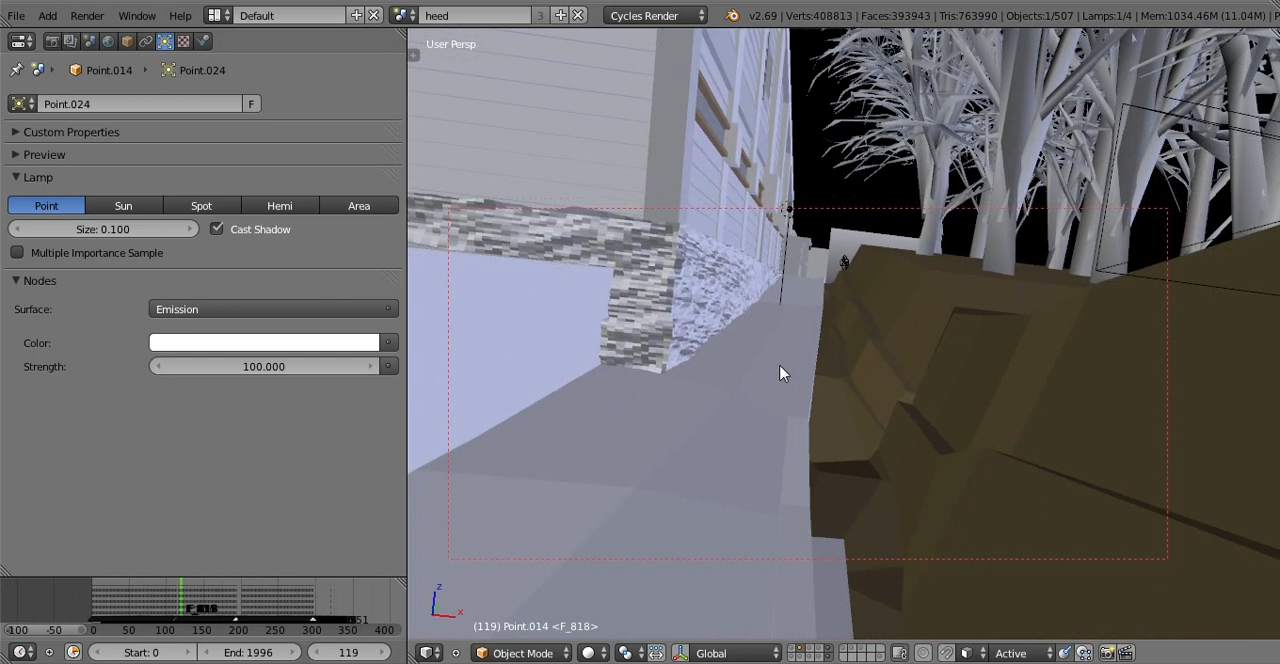 File Add Render Window Help Default heed 3 Cycles Render v2.69 | Verts:408813 | Faces:393943 | Tris:763990 | Objects:1/507 | Lamps:1/4 | Mem:1034.46M (11.04M) |
User Persp
Point.014 Point.024
Point.024 F
Custom Properties
Preview
Lamp
Point Sun Spot Hemi Area
Size: 0.100 Cast Shadow
Multiple Importance Sample
Nodes
Surface: Emission
Color:
Strength: 100.000
z
x
F_818
(119) Point.014 <F_818>
-100 -50 0 50 100 150 200 250 300 350 400
Start: 0 End: 1996 119 Object Mode Global Active